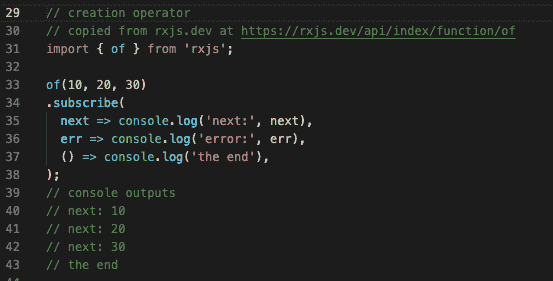 29 // creation operator
30 // copied from rxjs.dev at https://rxjs.dev/api/index/function/of
31 import { of } from 'rxjs';
32
33 of(10, 20, 30)
34 .subscribe(
35 next => console.log('next:', next),
36 err => console.log('error:', err),
37 () => console.log('the end'),
38 );
39 // console outputs
40 // next: 10
41 // next: 20
42 // next: 30
43 // the end